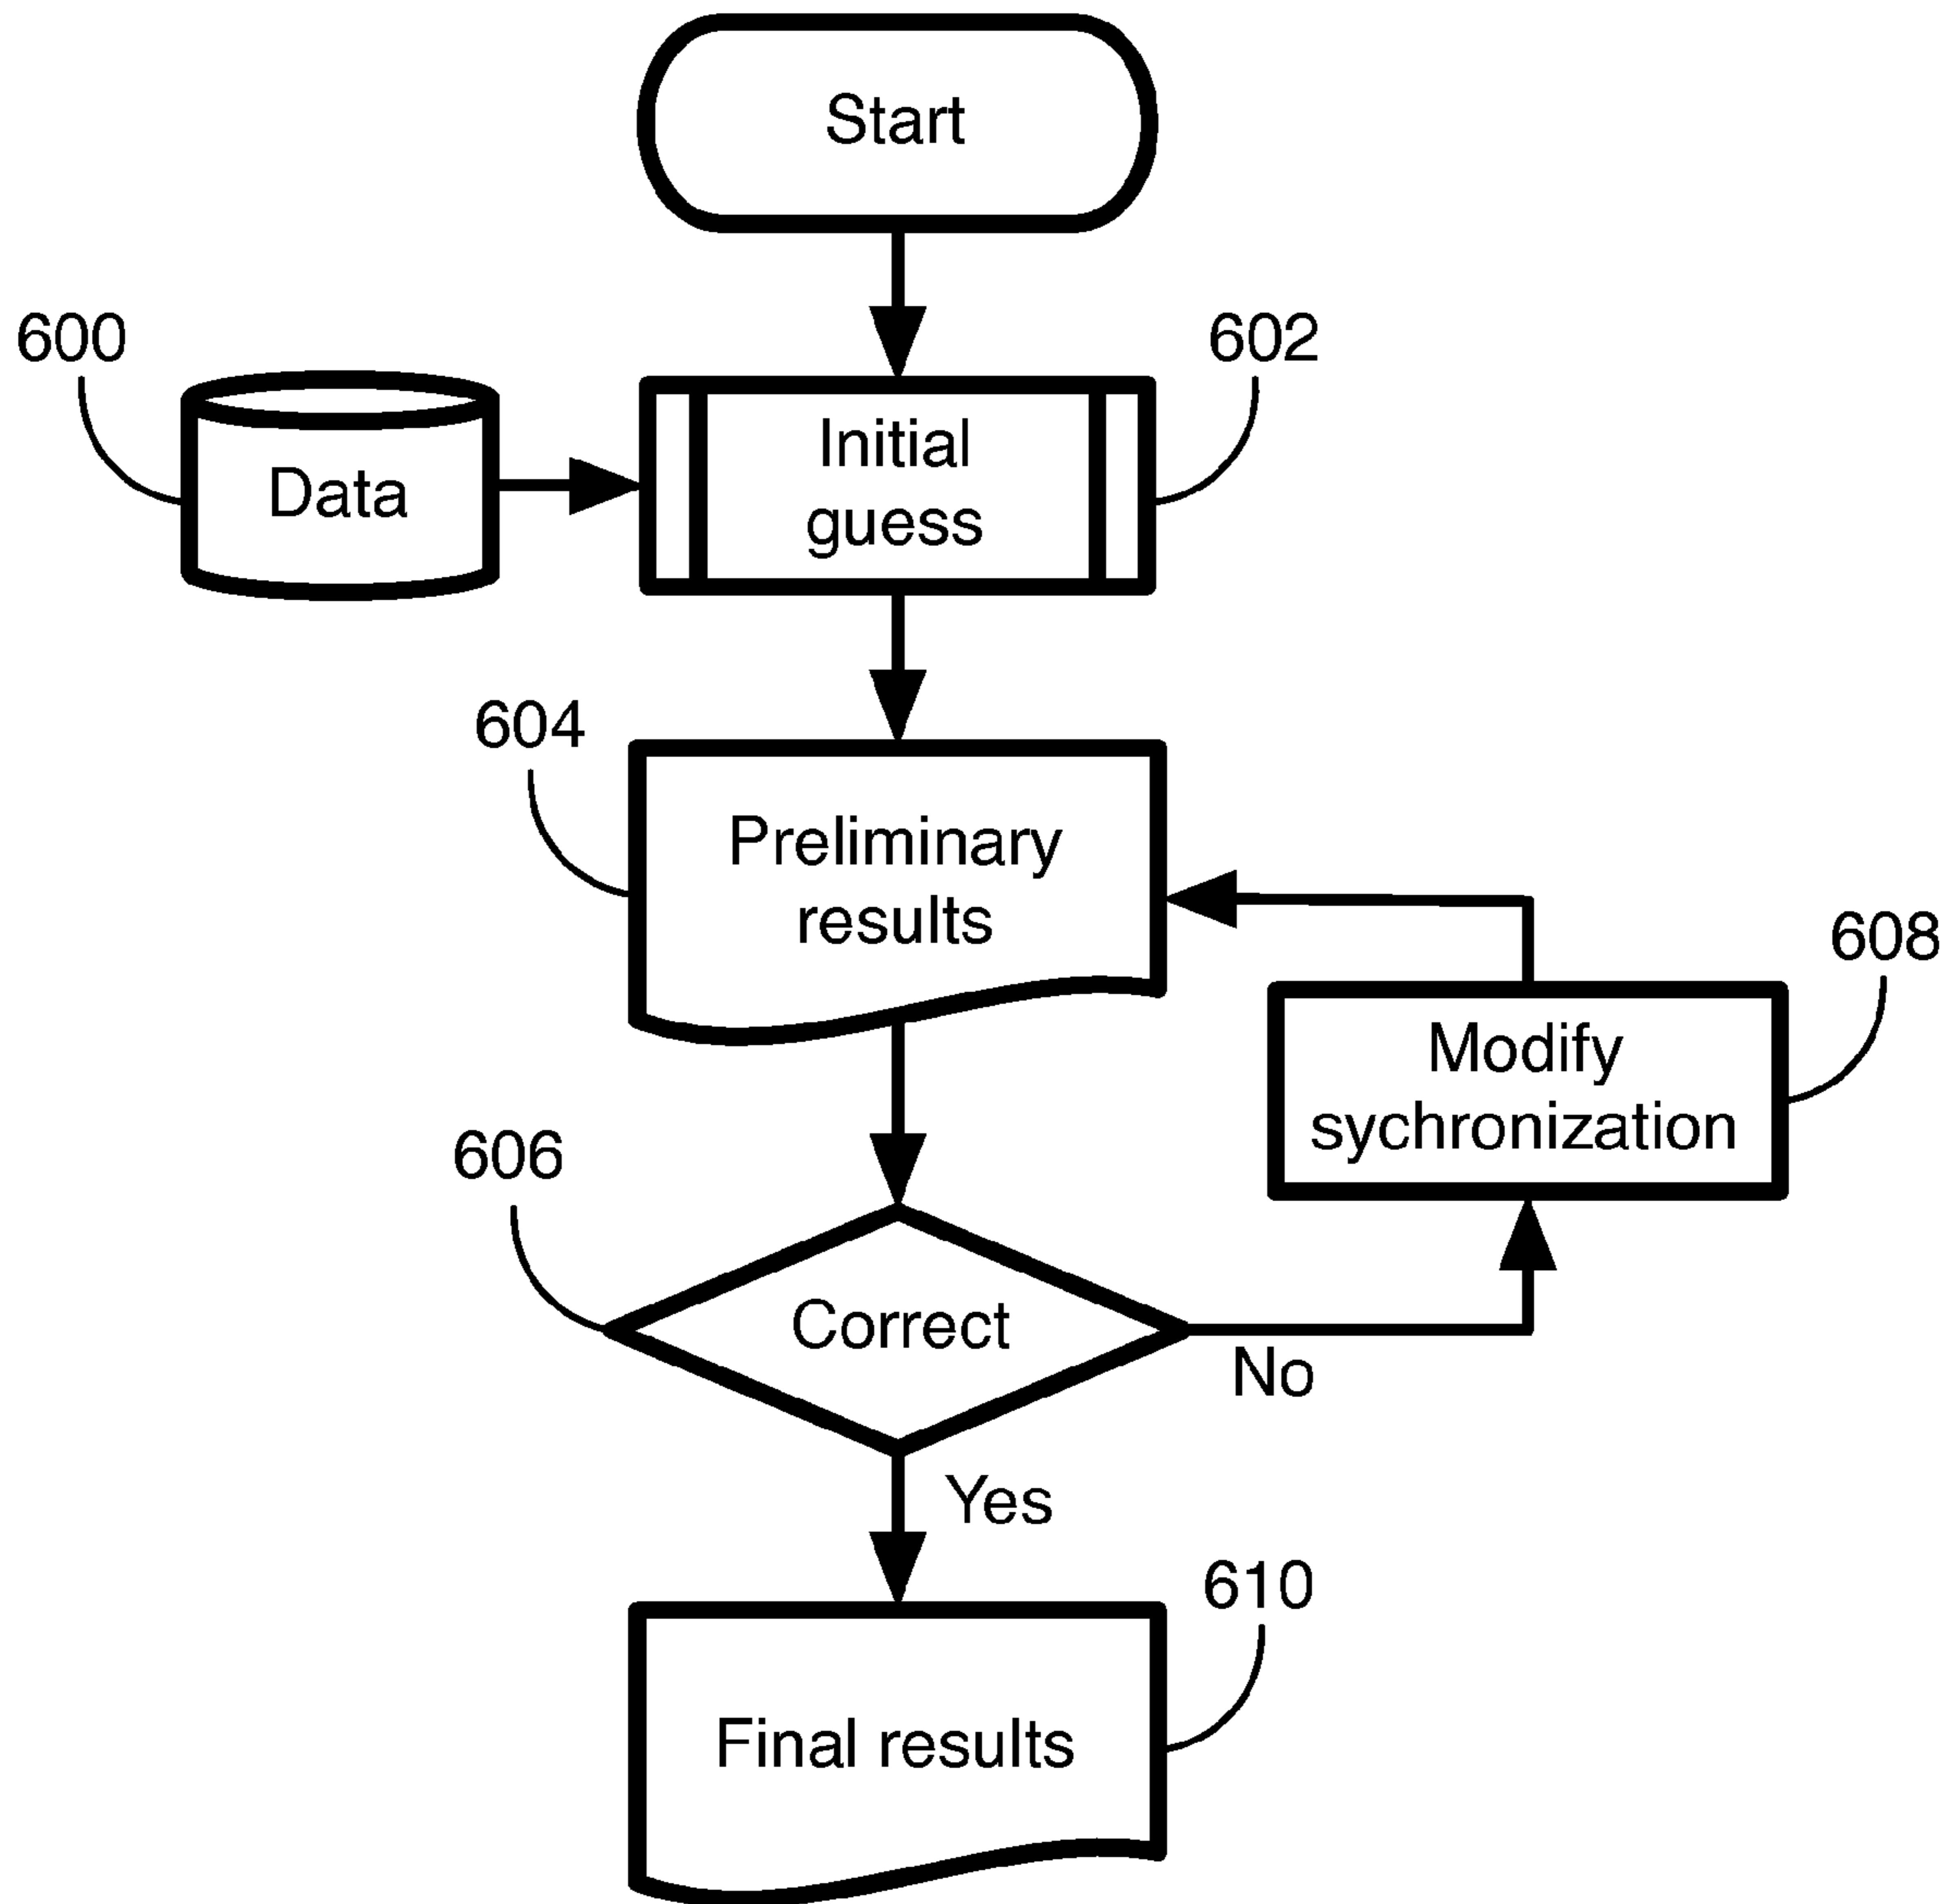 Start
600
602
Data
Initial
guess
604
Preliminary
results
608
Modify
sychronization
606
Correct
No
Yes
610
Final results